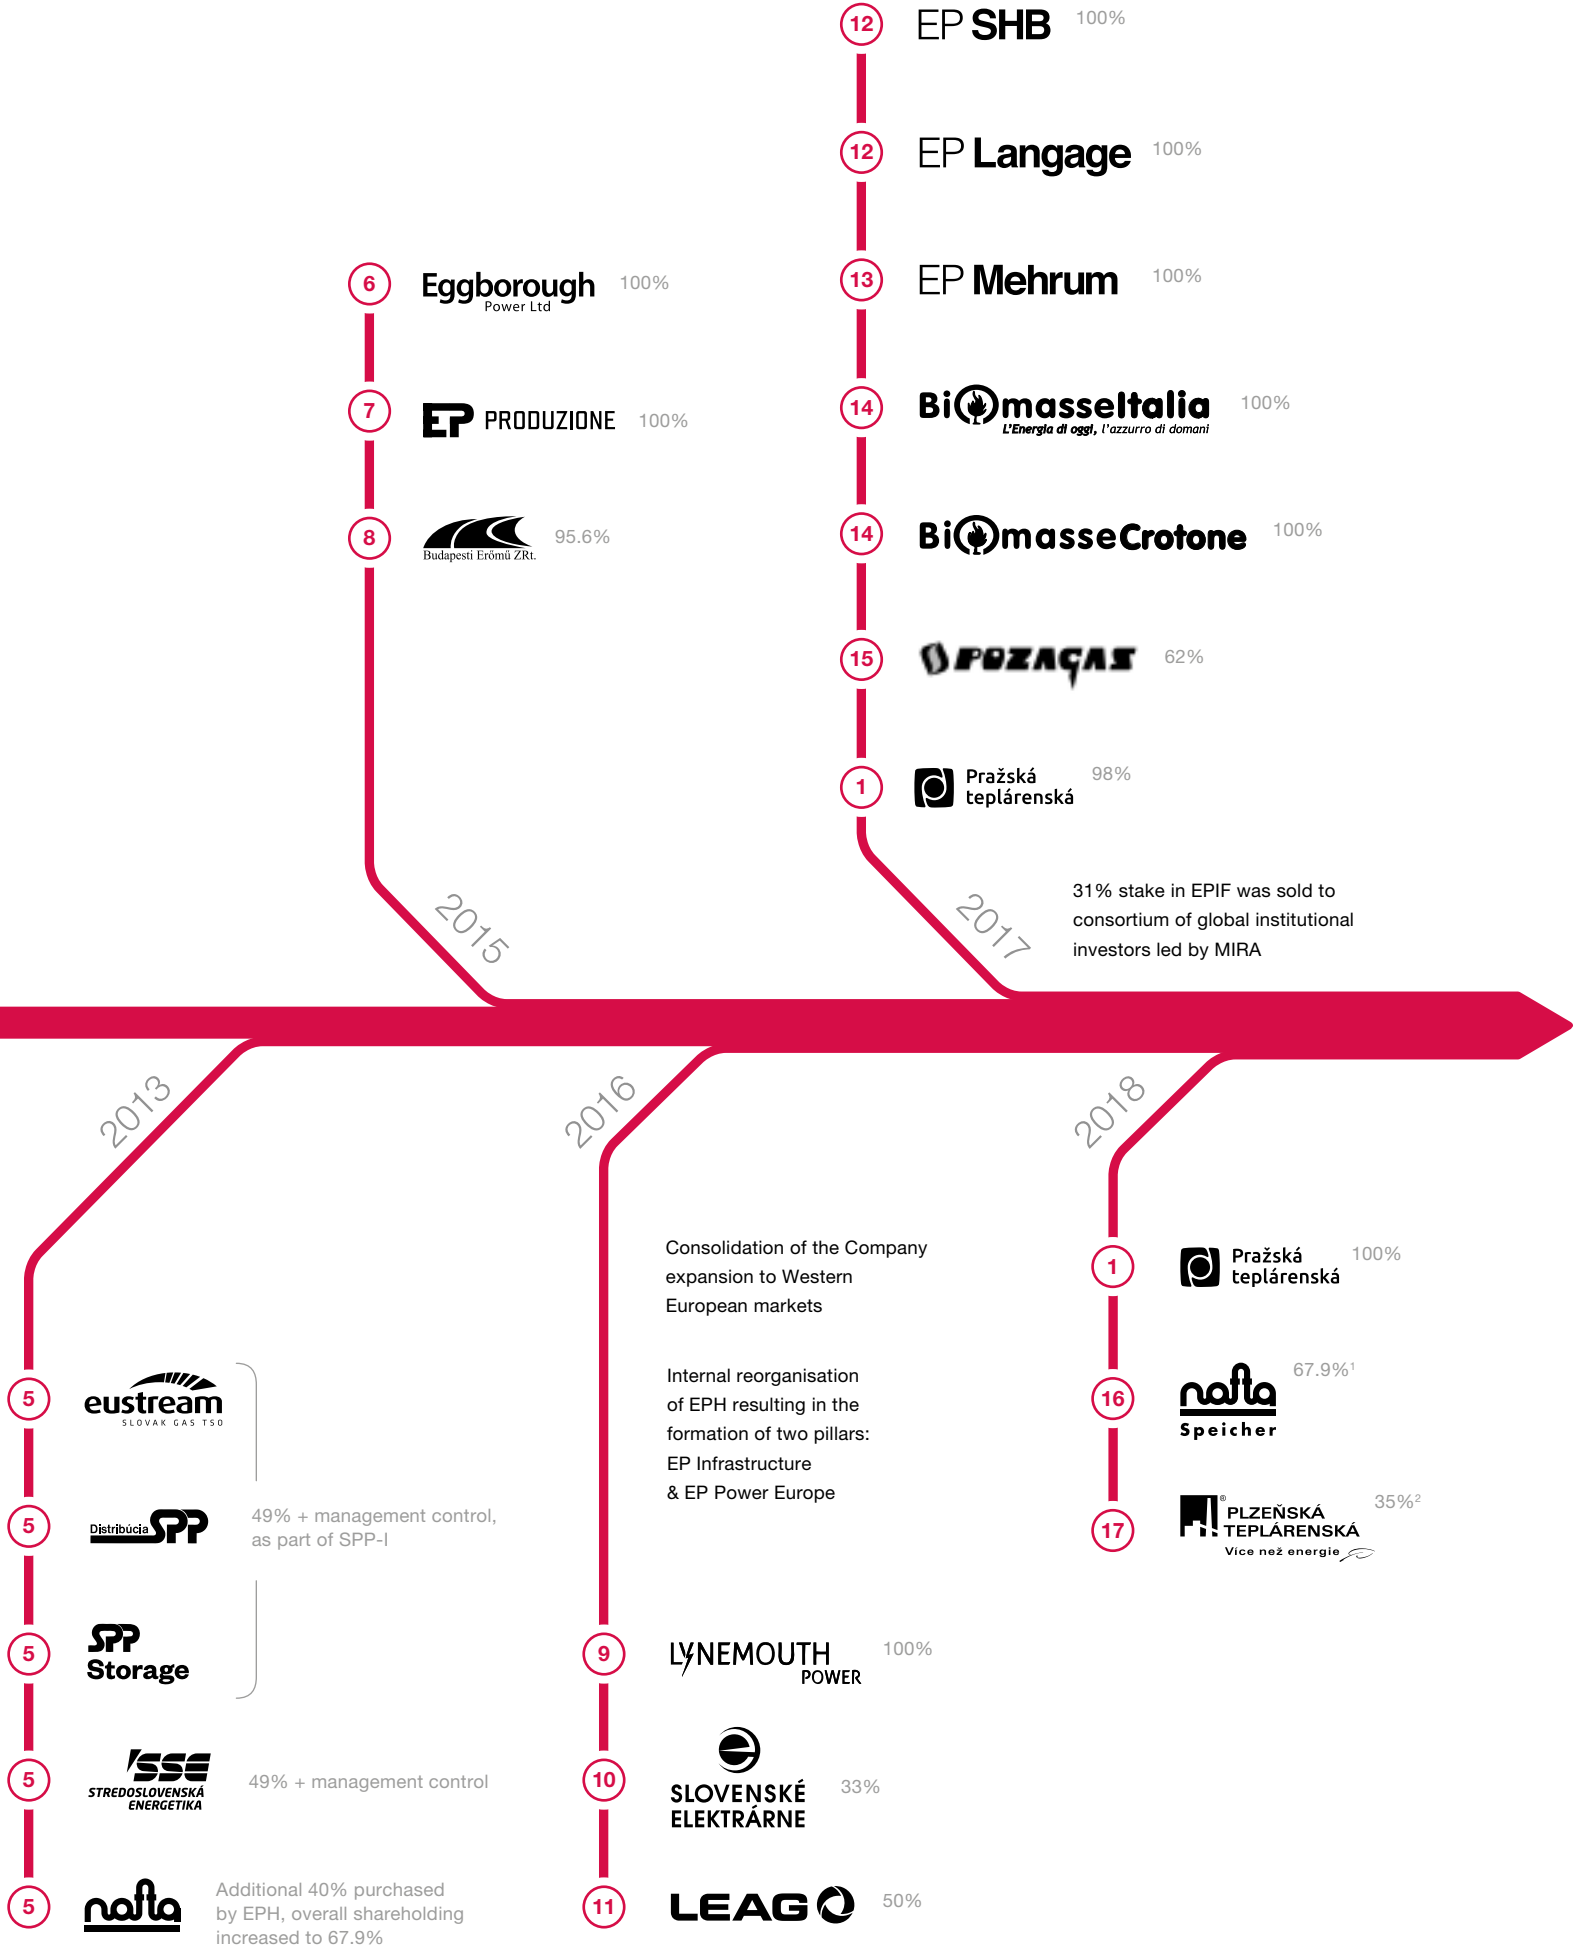 12
EP SHB
100%
12
EP Langage
100%
6
Eggborough
Power Ltd
100%
13
EP Mehrum
100%
7
EP PRODUZIONE
100%
14
BiOmasseItalia
L'Energia di oggi, l'azzurro di domani
100%
8
Budapesti Erőmű ZRt.
95.6%
14
BiOmasseCrotone
100%
15
POZAGAS
62%
1
Pražská
teplárenská
98%
2015
2017
31% stake in EPIF was sold to
consortium of global institutional
investors led by MIRA
2013
2016
2018
Consolidation of the Company
expansion to Western
European markets
Internal reorganisation
of EPH resulting in the
formation of two pillars:
EP Infrastructure
& EP Power Europe
1
Pražská
teplárenská
100%
5
eustream
SLOVAK GAS TSO
16
nafta
Speicher
67.9%¹
5
Distribúcia SPP
49% + management control,
as part of SPP-I
17
PLZEŇSKÁ
TEPLÁRENSKÁ
®
Více než energie
35%²
5
SPP
Storage
9
LYNEMOUTH
POWER
100%
5
SSE
STREDOSLOVENSKÁ
ENERGETIKA
49% + management control
10
SLOVENSKÉ
ELEKTRÁRNE
33%
5
nafta
Additional 40% purchased
by EPH, overall shareholding
increased to 67.9%
11
LEAG
50%